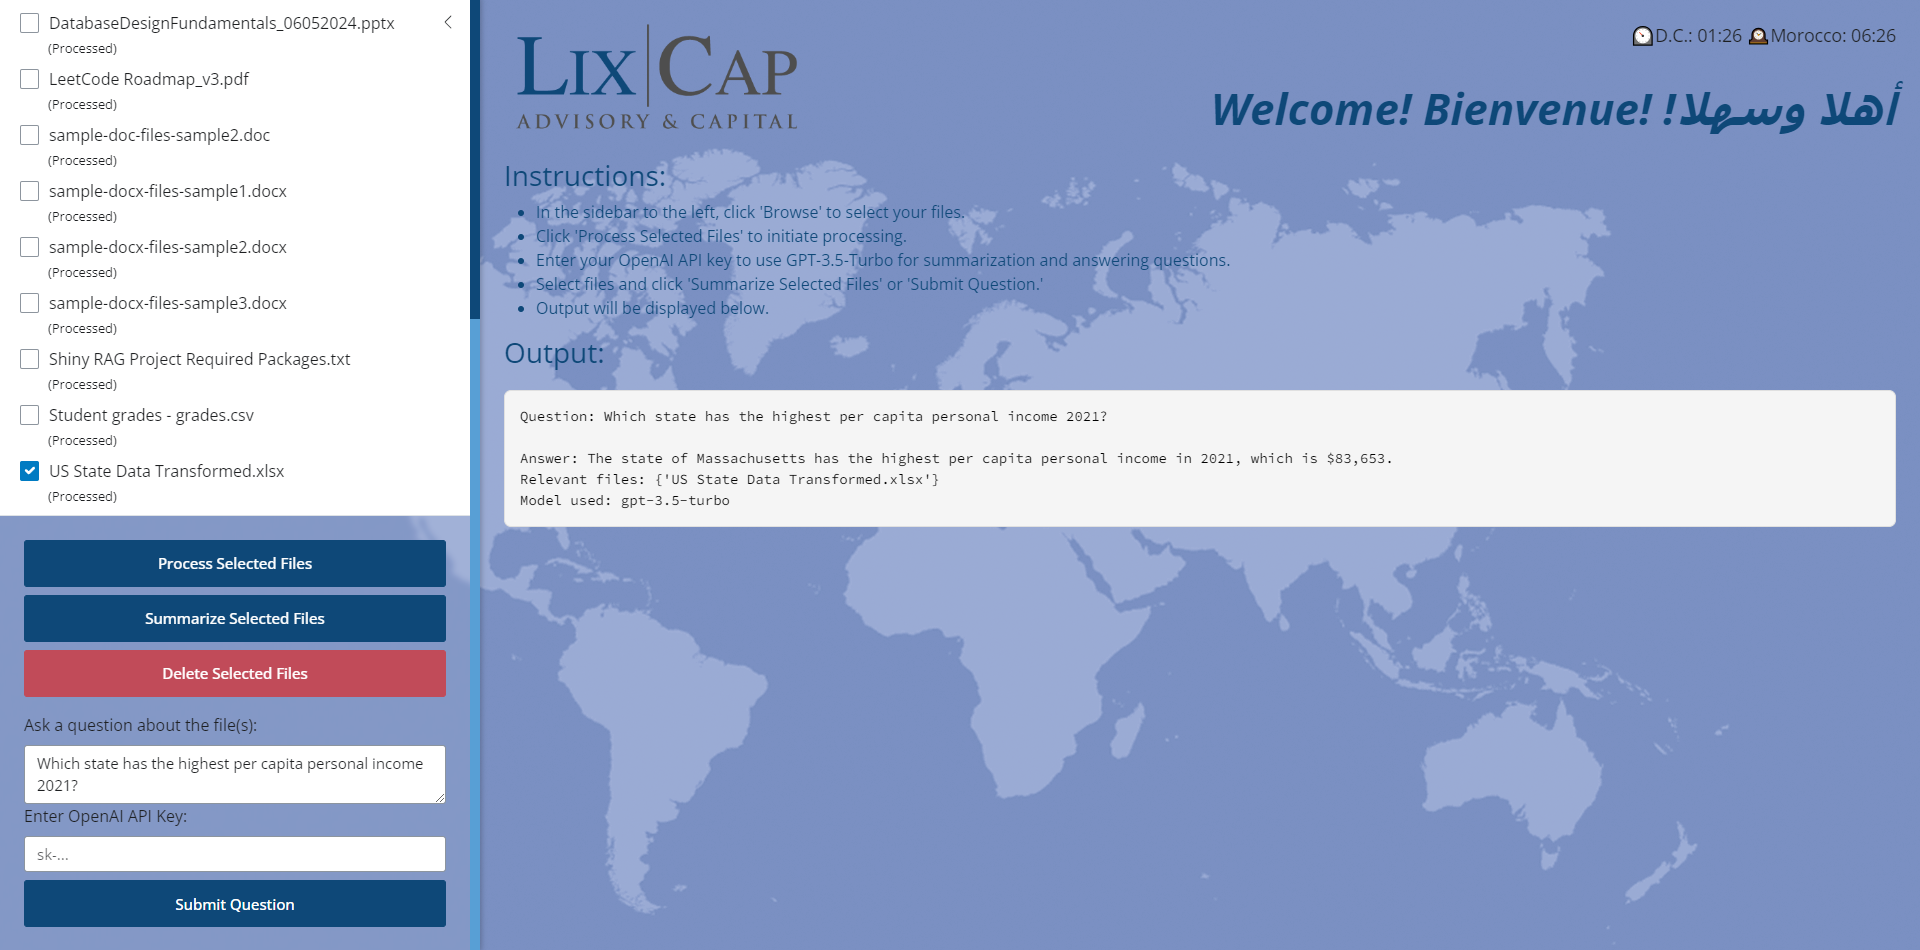 DatabaseDesignFundamentals_06052024.pptx
(Processed)
LeetCode Roadmap_v3.pdf
(Processed)
sample-doc-files-sample2.doc
(Processed)
sample-docx-files-sample1.docx
(Processed)
sample-docx-files-sample2.docx
(Processed)
sample-docx-files-sample3.docx
(Processed)
Shiny RAG Project Required Packages.txt
(Processed)
Student grades - grades.csv
(Processed)
US State Data Transformed.xlsx
(Processed)
Process Selected Files
Summarize Selected Files
Delete Selected Files
Ask a question about the file(s):
Which state has the highest per capita personal income
2021?
Enter OpenAI API Key:
sk-...
Submit Question
LIX CAP
ADVISORY & CAPITAL
D.C.: 01:26 Morocco: 06:26
Welcome! Bienvenue! !أهلا وسهلا
Instructions:
In the sidebar to the left, click 'Browse' to select your files.
Click 'Process Selected Files' to initiate processing.
Enter your OpenAI API key to use GPT-3.5-Turbo for summarization and answering questions.
Select files and click 'Summarize Selected Files' or 'Submit Question.'
Output will be displayed below.
Output:
Question: Which state has the highest per capita personal income 2021?
Answer: The state of Massachusetts has the highest per capita personal income in 2021, which is $83,653.
Relevant files: {'US State Data Transformed.xlsx'}
Model used: gpt-3.5-turbo